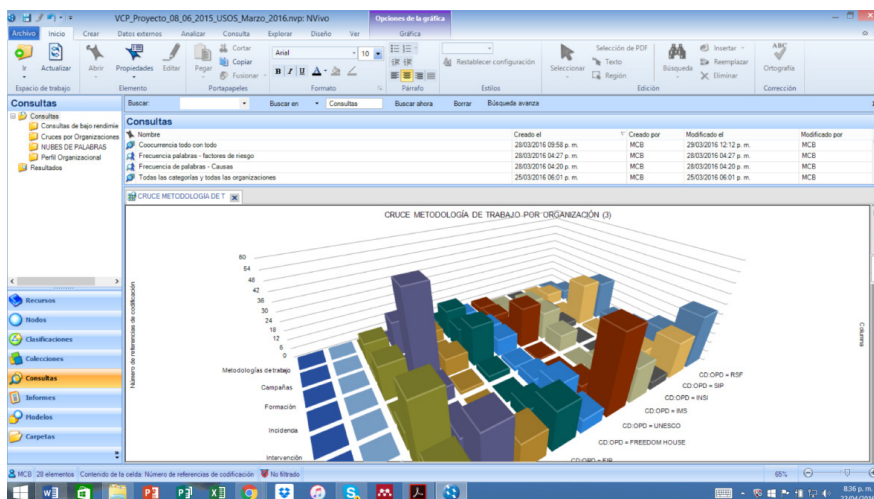 VCP_Proyecto_08_06_2015_USOS_Marzo_2016.nvp: NVivo
Opciones de la gráfica
Archivo Inicio Crear Datos externos Analizar Consulta Explorar Diseño Ver Gráfica
Ir Actualizar Abrir Propiedades Editar Pegar
Cortar
Copiar
Fusionar
Arial 10
N I U A
Restablecer configuración
Seleccionar
Selección de PDF
Texto
Región
Búsqueda
Insertar
Reemplazar
Eliminar
ABC
Ortografía
Espacio de trabajo Elemento Portapapeles Formato Párrafo Estilos Edición Corrección
Consultas
Consultas
Consultas de bajo rendimie
Cruces por Organizaciones
NUBES DE PALABRAS
Perfil Organizacional
Resultados
Buscar: Buscar en Consultas Buscar ahora Borrar Búsqueda avanza
Consultas
Nombre Creado el Creado por Modificado el Modificado por
Coocurrencia todo con todo 28/03/2016 09:58 p. m. MCB 29/03/2016 12:12 p. m. MCB
Frecuencia palabras - factores de riesgo 28/03/2016 04:27 p. m. MCB 28/03/2016 04:27 p. m. MCB
Frecuencia de palabras - Causas 28/03/2016 04:20 p. m. MCB 28/03/2016 04:20 p. m. MCB
Todas las categorías y todas las organizaciones 25/03/2016 06:01 p. m. MCB 25/03/2016 06:01 p. m. MCB
CRUCE METODOLOGÍA DE T
CRUCE METODOLOGÍA DE TRABAJO POR ORGANIZACIÓN (3)
Número de referencias de codificación
60
54
48
42
36
30
24
18
12
6
0
Metodologías de trabajo
Campañas
Formación
Incidencia
Intervención
CD:OPD = RSF
CD:OPD = SIP
CD:OPD = INSI
CD:OPD = IMS
CD:OPD = UNESCO
CD:OPD = FREEDOM HOUSE
CD:OPD = FIP
Columna
Recursos
Nodos
Clasificaciones
Colecciones
Consultas
Informes
Modelos
Carpetas
MCB 28 elementos Contenido de la celda: Número de referencias de codificación No filtrado 65%
8:36 p. m.